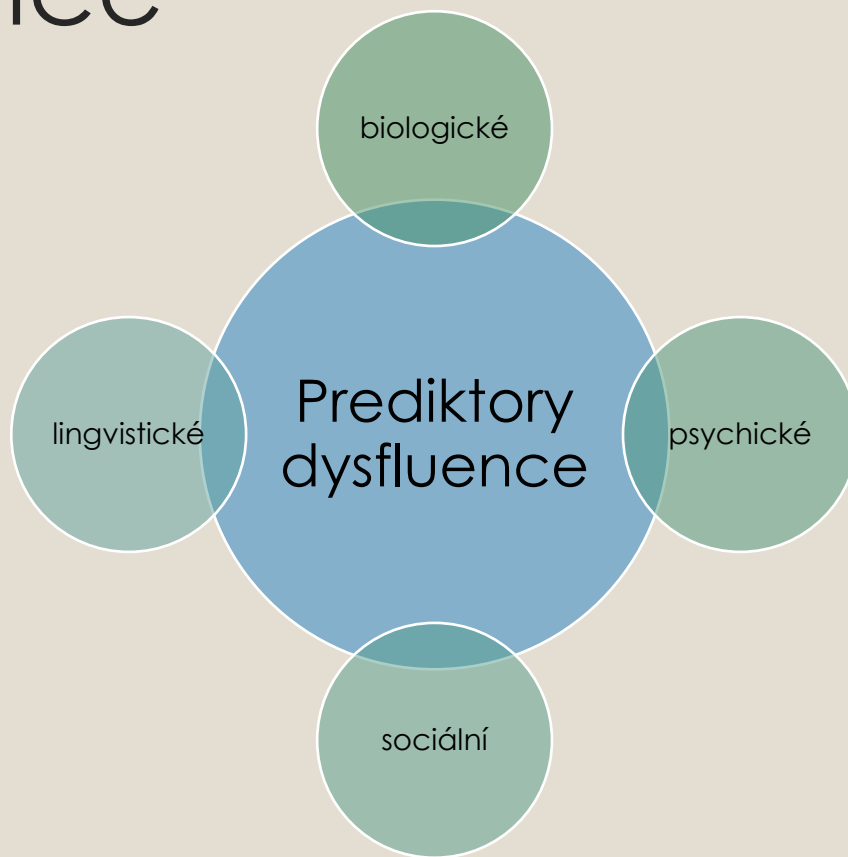 biologické
lingvistické
Prediktory
dysfluence
psychické
sociální